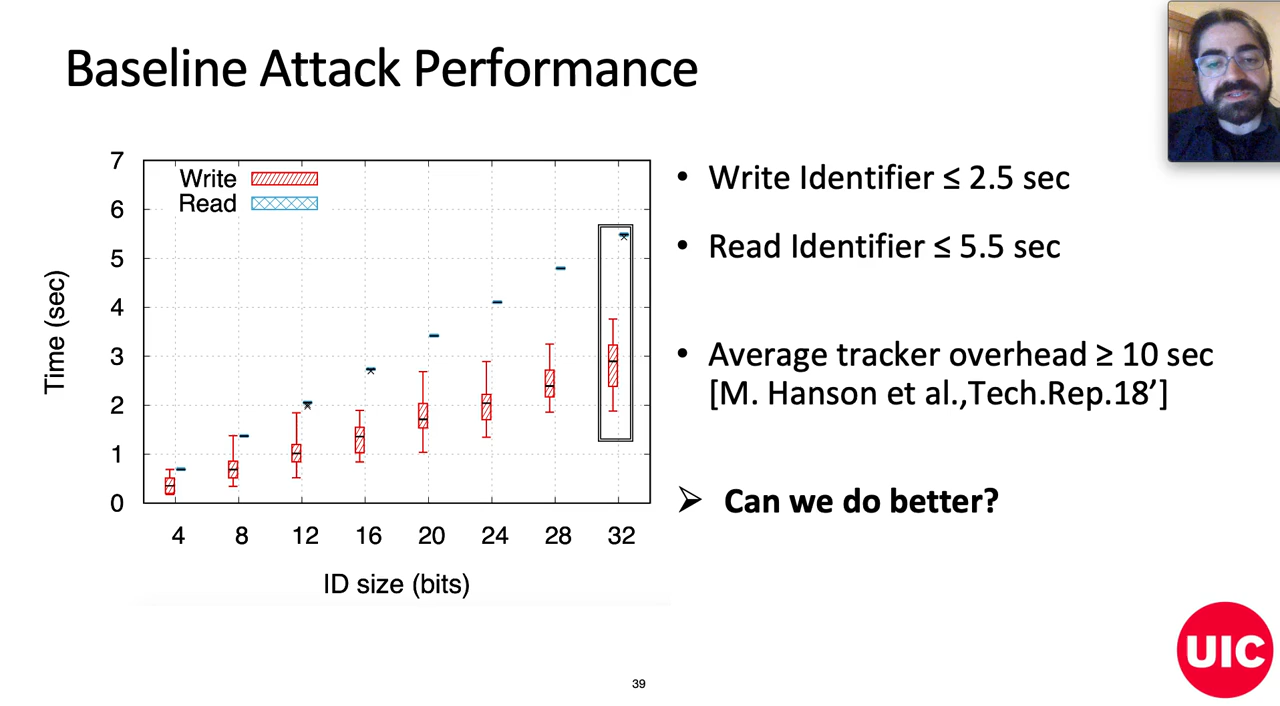 Baseline Attack Performance
7
6
5
4
3
2
1
0
Write
Read
Time (sec)
4 8 12 16 20 24 28 32
ID size (bits)
• Write Identifier ≤ 2.5 sec
• Read Identifier ≤ 5.5 sec
• Average tracker overhead ≥ 10 sec
[M. Hanson et al.,Tech.Rep.18’]
➢ Can we do better?
39
UIC